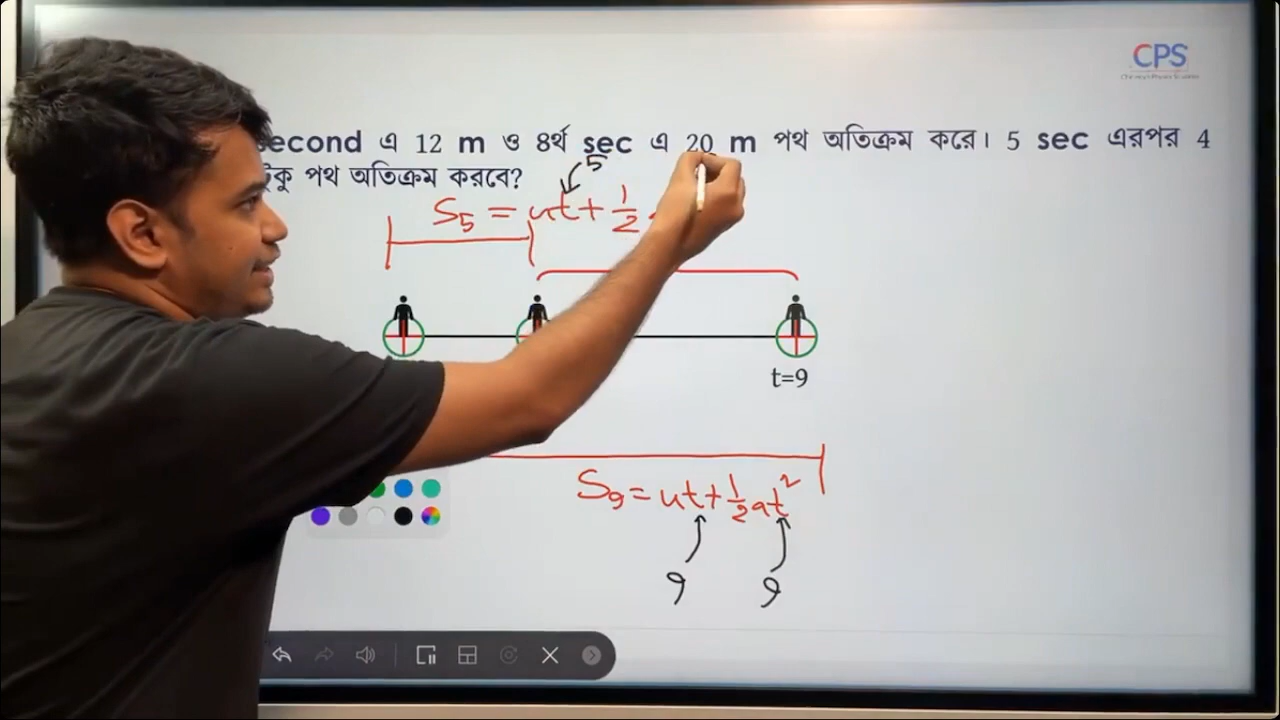 CPS
second এ 12 m ও 8র্থ sec এ 20 m পথ অতিক্রম করে। 5 sec এরপর 4
টুকু পথ অতিক্রম করবে?
5
S₅ = ut + 1/2
t=9
S₉ = ut + 1/2 at²
9 9